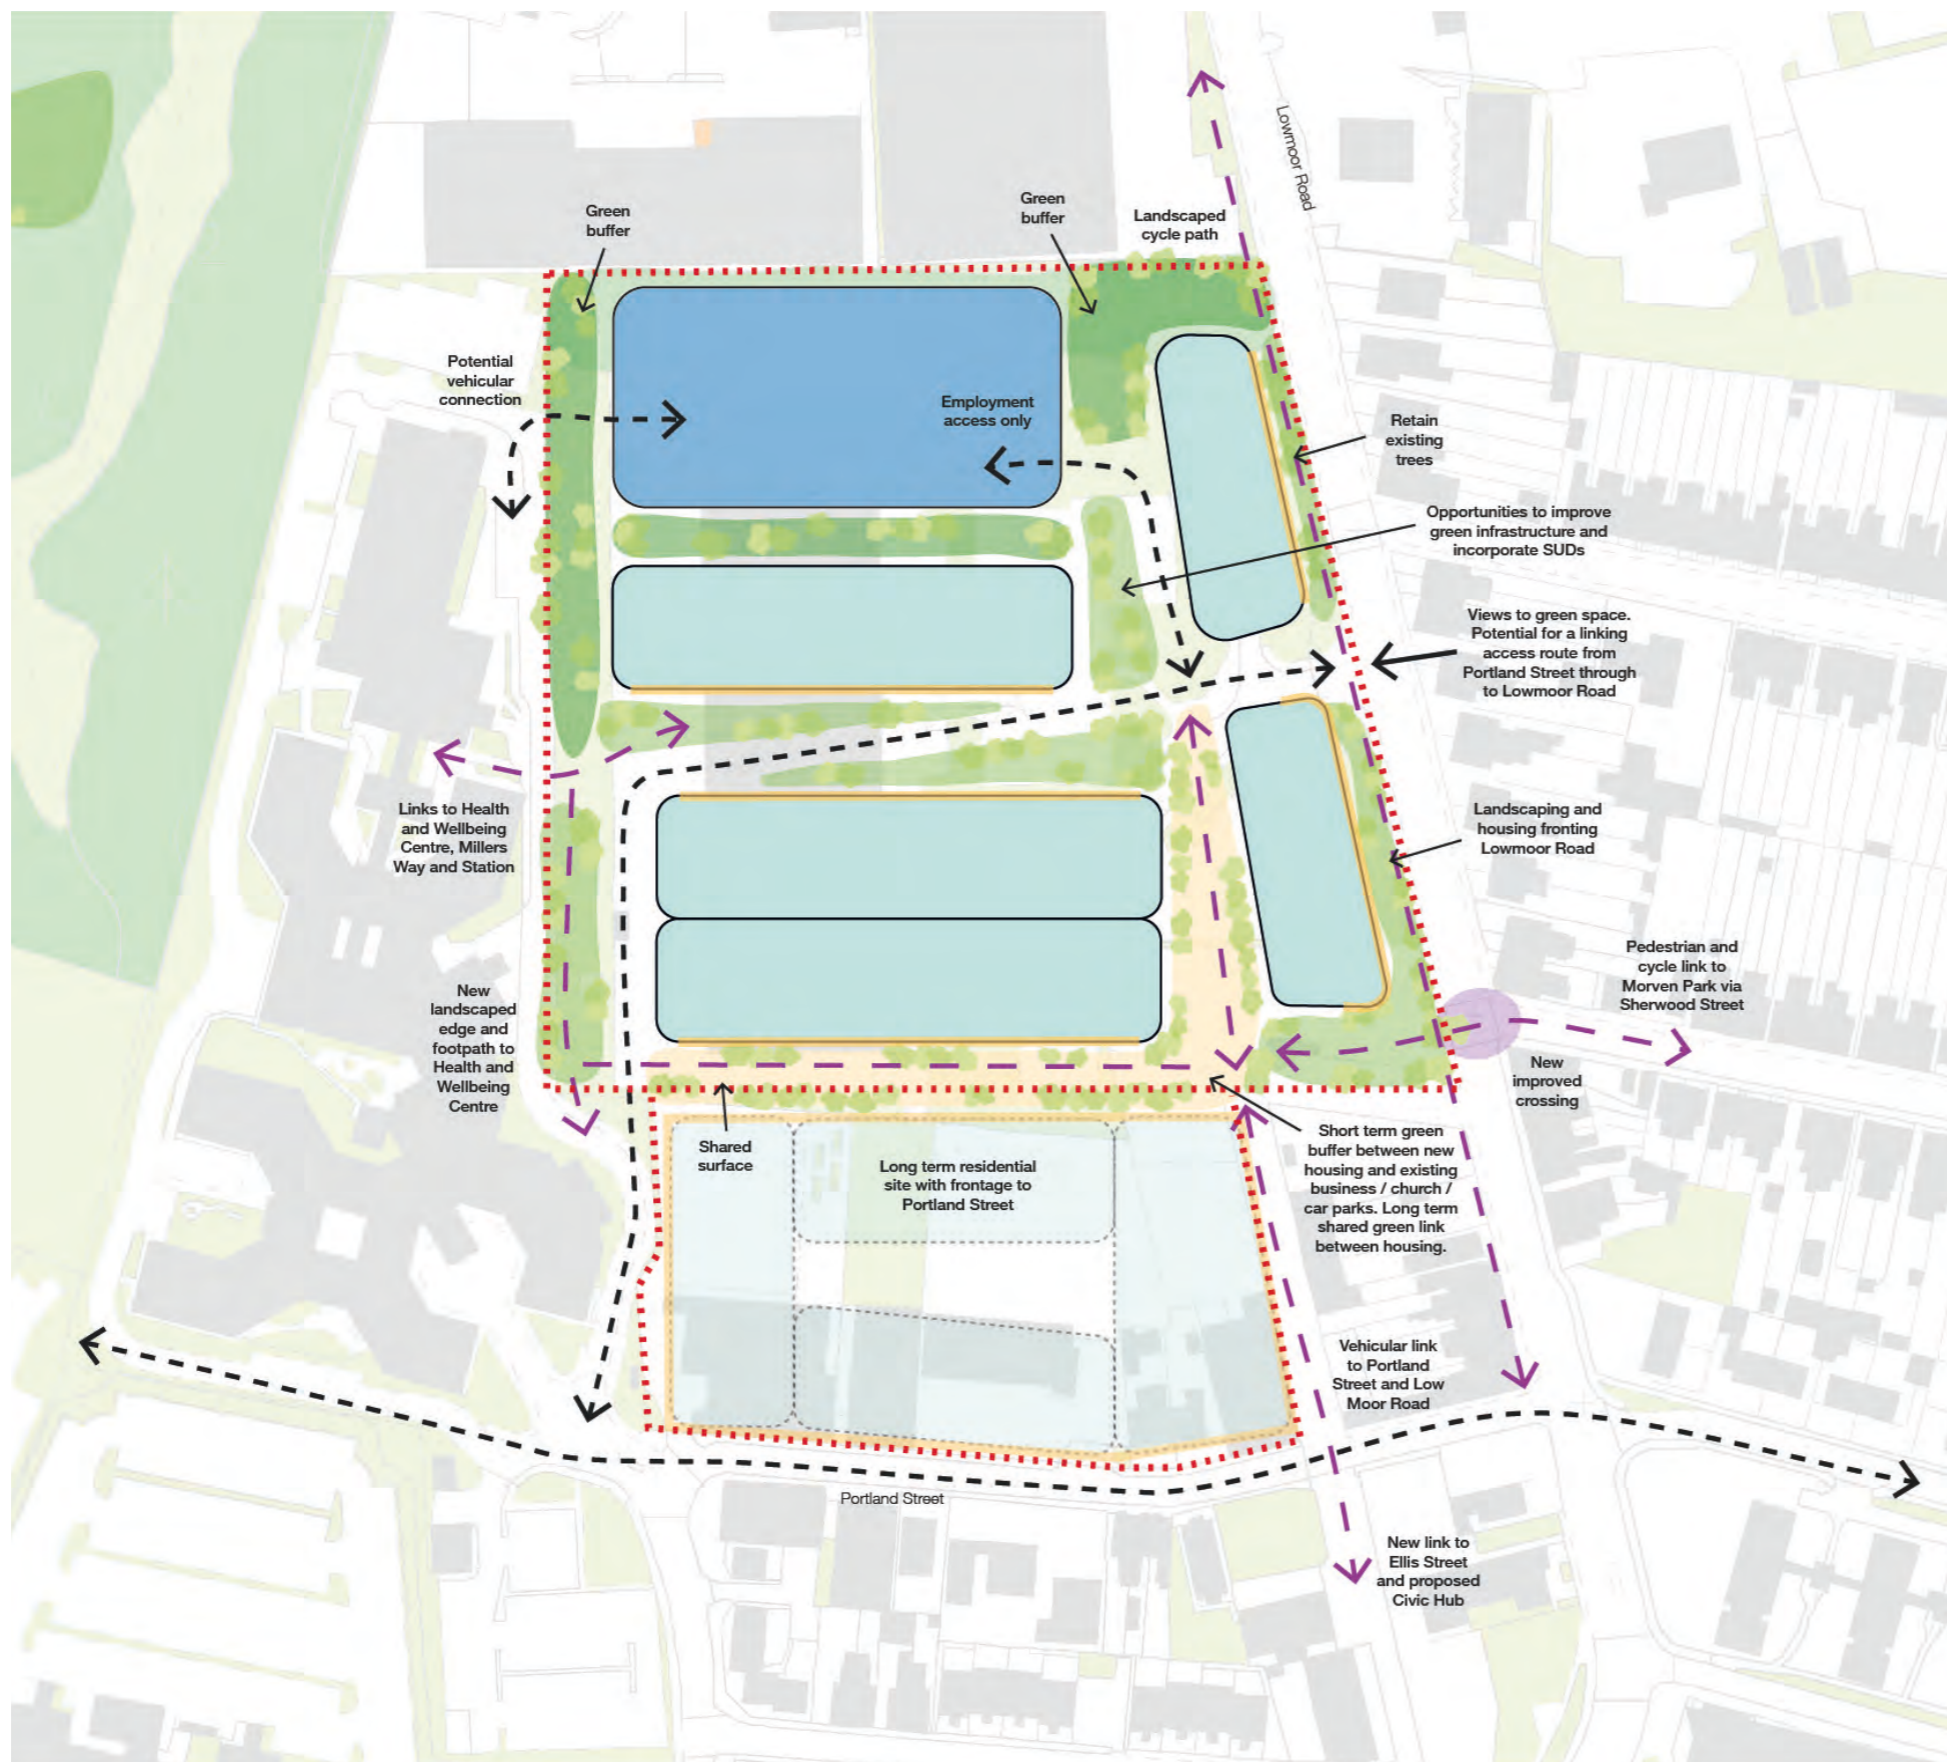 Lowmoor Road
Green
buffer
Green
buffer
Landscaped
cycle path
Potential
vehicular
connection
Employment
access only
Retain
existing
trees
Opportunities to improve
green infrastructure and
incorporate SUDs
Views to green space.
Potential for a linking
access route from
Portland Street through
to Lowmoor Road
Links to Health
and Wellbeing
Centre, Millers
Way and Station
Landscaping and
housing fronting
Lowmoor Road
Pedestrian and
cycle link to
Morven Park via
Sherwood Street
New
landscaped
edge and
footpath to
Health and
Wellbeing
Centre
New
improved
crossing
Shared
surface
Long term residential
site with frontage to
Portland Street
Short term green
buffer between new
housing and existing
business / church /
car parks. Long term
shared green link
between housing.
Vehicular link
to Portland
Street and Low
Moor Road
Portland Street
New link to
Ellis Street
and proposed
Civic Hub